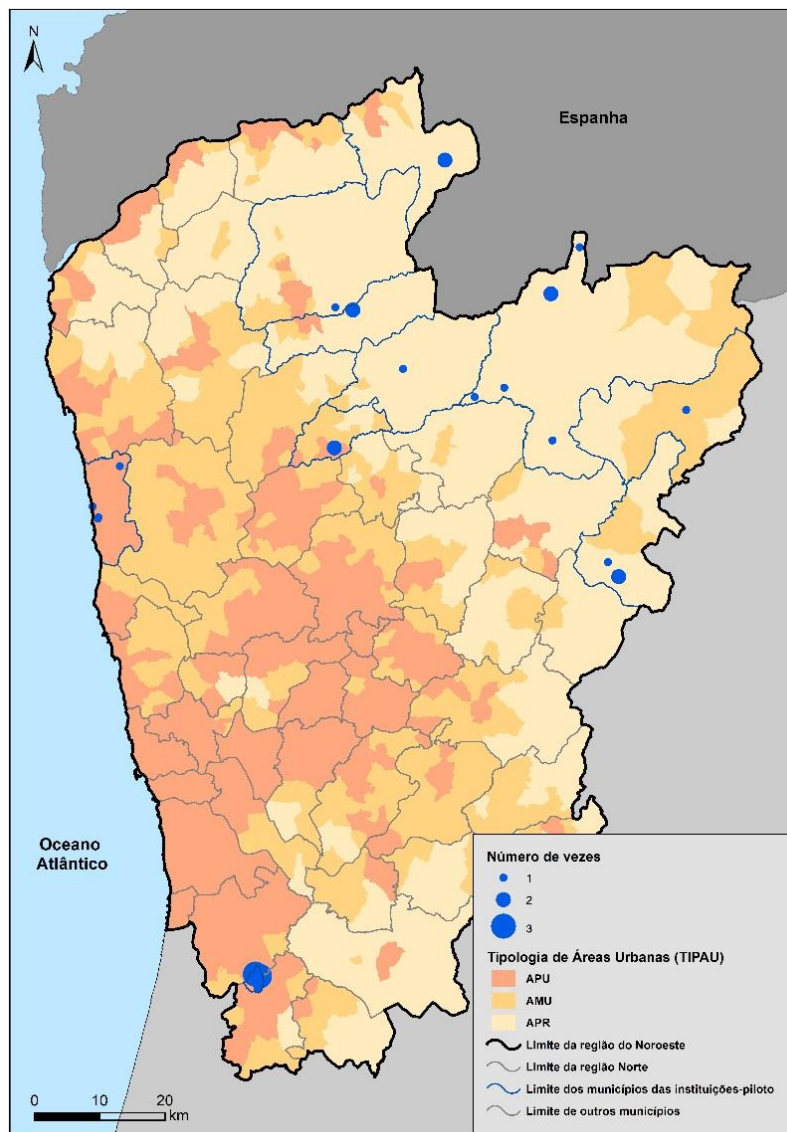 N
Espanha
Oceano
Atlântico
Número de vezes
1
2
3
Tipologia de Áreas Urbanas (TIPAU)
APU
AMU
APR
Limite da região do Noroeste
Limite da região Norte
Limite dos municípios das instituições-piloto
Limite de outros municípios
0 10 20
km